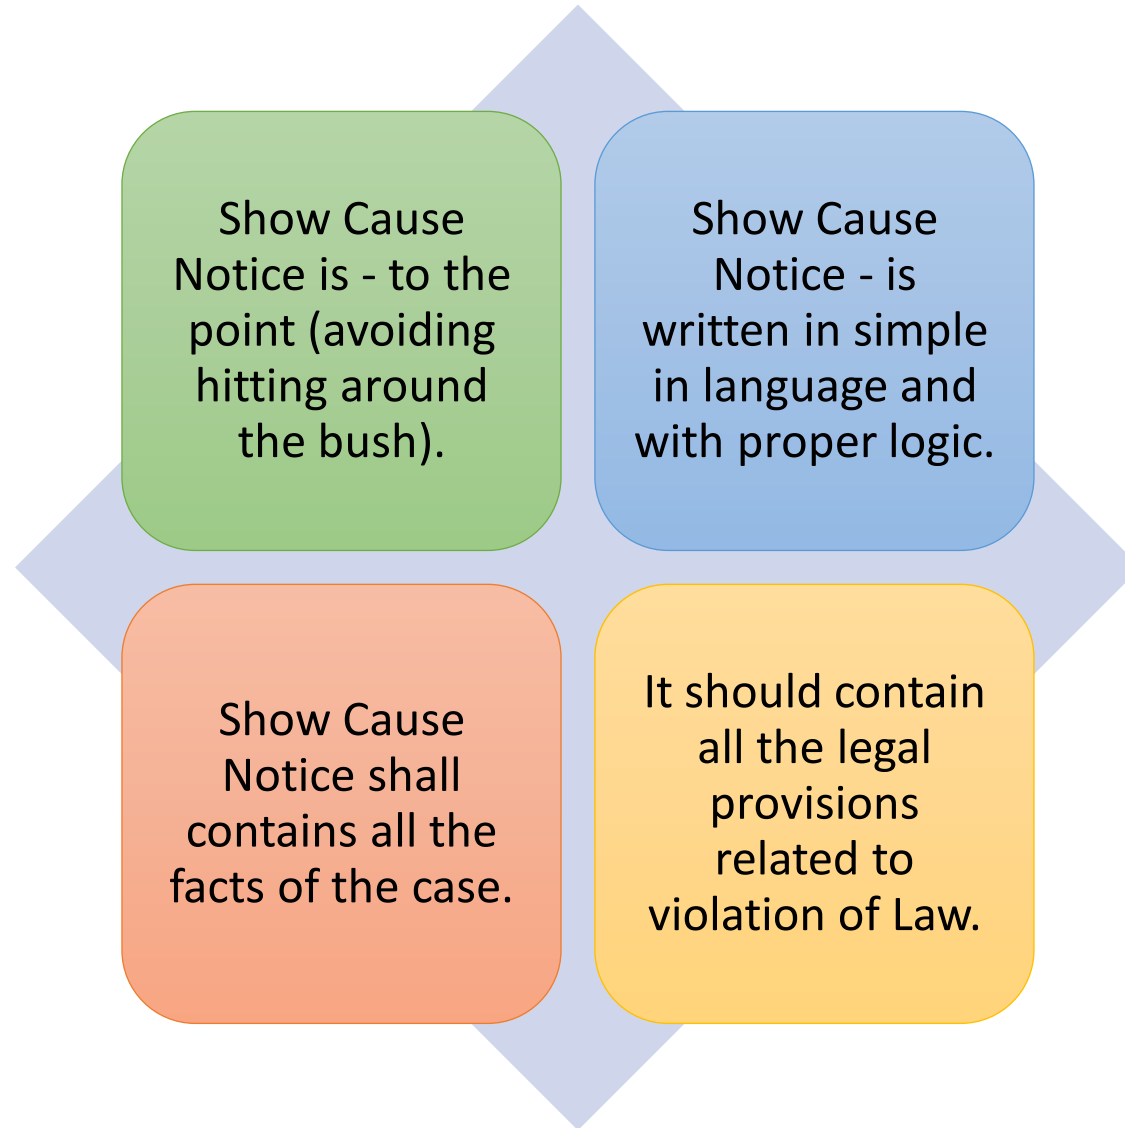 Show Cause
Notice is - to the
point (avoiding
hitting around
the bush).
Show Cause
Notice - is
written in simple
in language and
with proper logic.
Show Cause
Notice shall
contains all the
facts of the case.
It should contain
all the legal
provisions
related to
violation of Law.